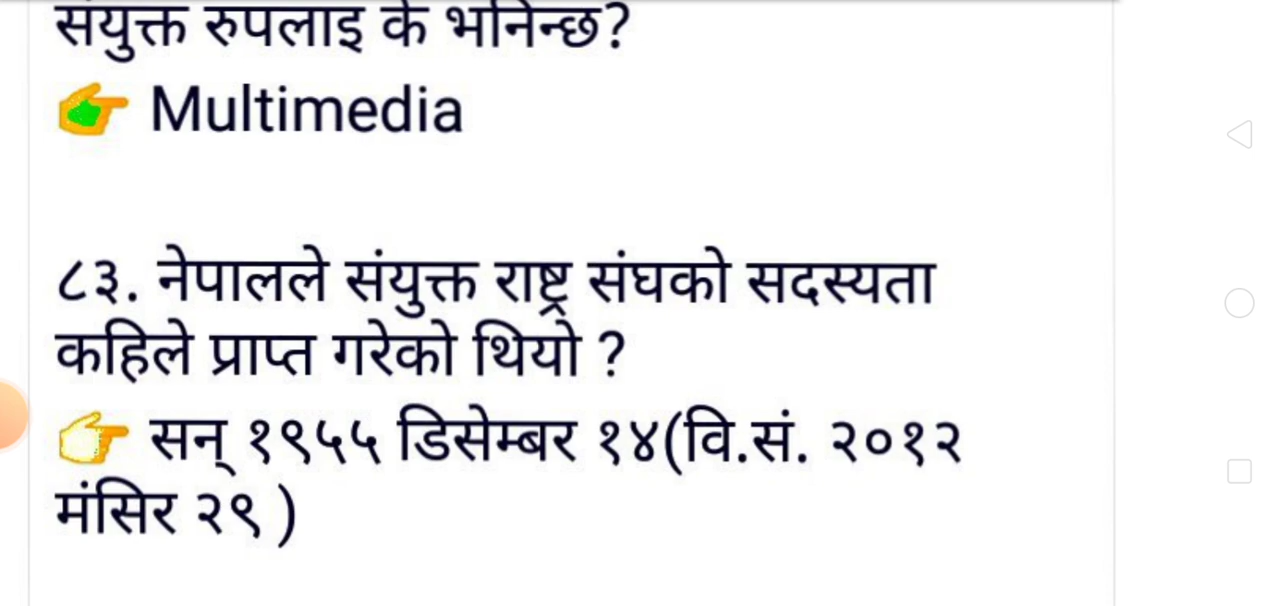 संयुक्त रुपलाइ के भनिन्छ?
👉 Multimedia
८३. नेपालले संयुक्त राष्ट्र संघको सदस्यता
कहिले प्राप्त गरेको थियो ?
👉 सन् १९५५ डिसेम्बर १४(वि.सं. २०१२
मंसिर २९ )